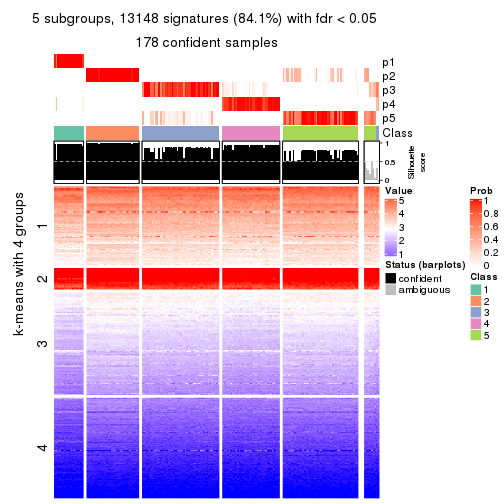 5 subgroups, 13148 signatures (84.1%) with fdr < 0.05
178 confident samples
p1
p2
p3
p4
p5
Class
1
0.5
0
Silhouette
score
k-means with 4 groups
1
2
3
4
Value
5
4
3
2
1
Status (barplots)
confident
ambiguous
Prob
1
0.8
0.6
0.4
0.2
0
Class
1
2
3
4
5